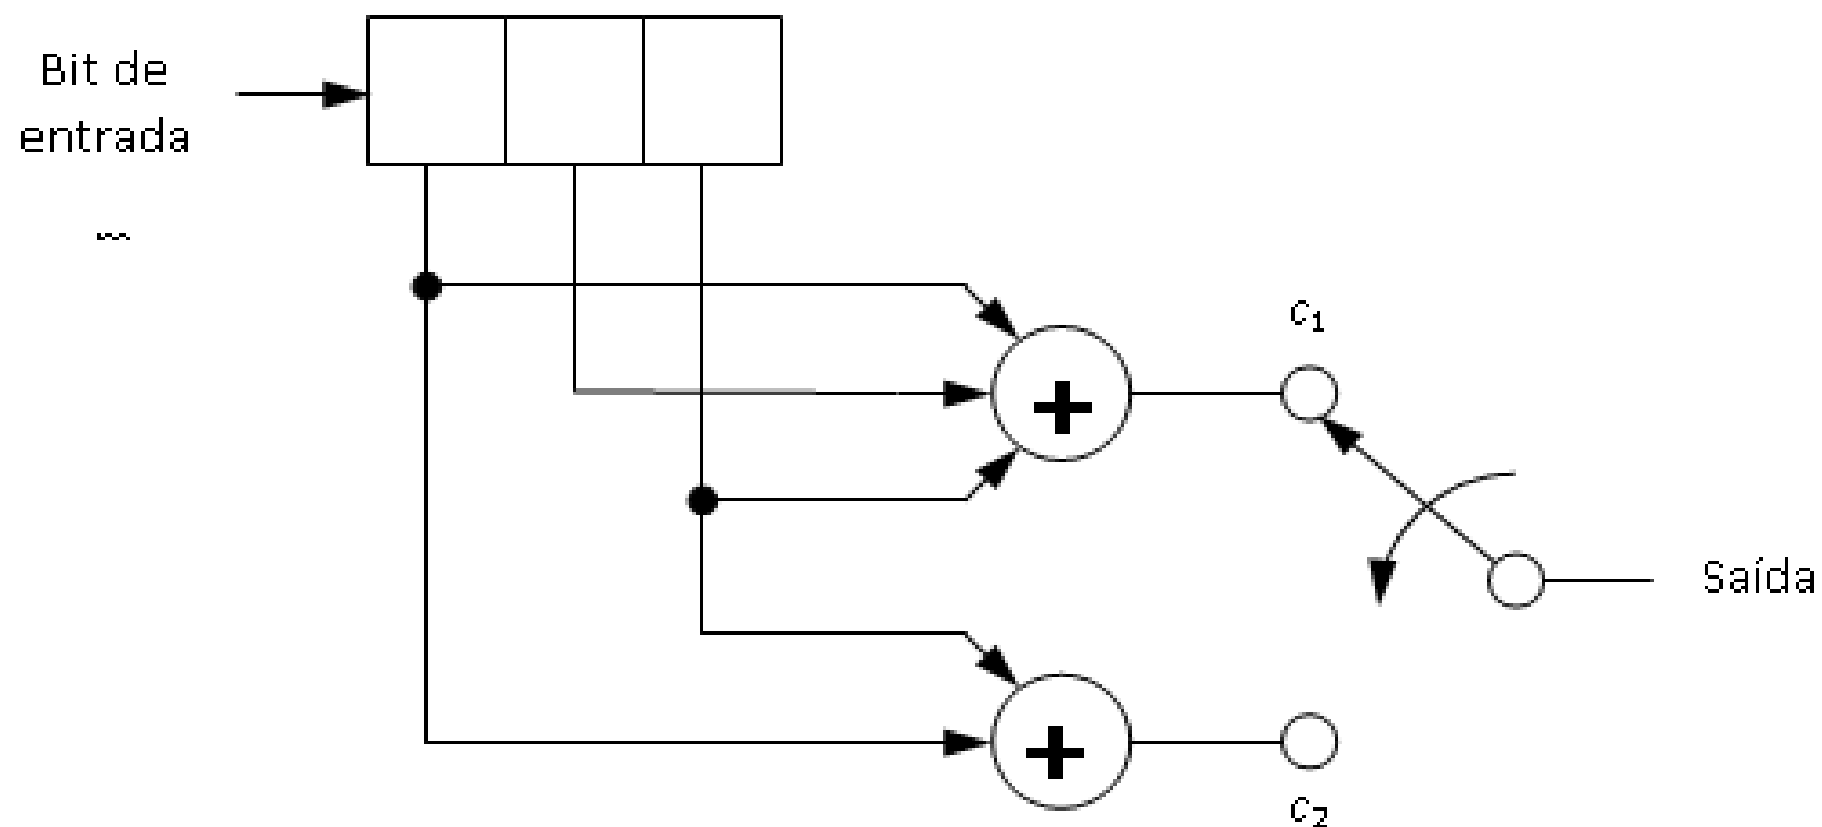 Bit de
entrada
c₁
+
Saída
+
c₂